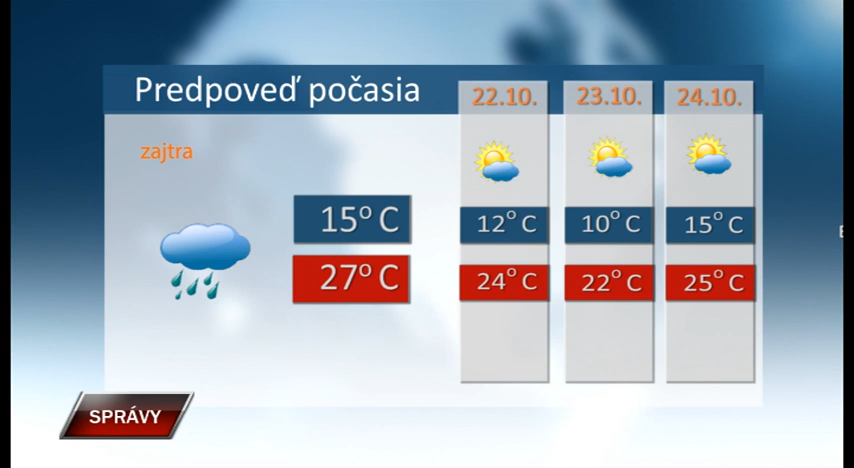 Predpoveď počasia
zajtra
15° C
27° C
22.10.
12° C
24° C
23.10.
10° C
22° C
24.10.
15° C
25° C
SPRÁVY